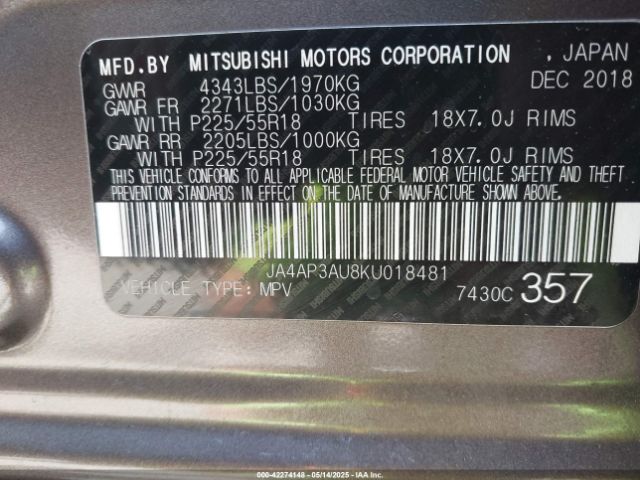 MFD.BY MITSUBISHI MOTORS CORPORATION , JAPAN
GVWR 4343LBS/1970KG DEC 2018
GAWR FR 2271LBS/1030KG
WITH P225/55R18 TIRES 18X7.0J RIMS
GAWR RR 2205LBS/1000KG
WITH P225/55R18 TIRES 18X7.0J RIMS
THIS VEHICLE CONFORMS TO ALL APPLICABLE FEDERAL MOTOR VEHICLE SAFETY AND THEFT
PREVENTION STANDARDS IN EFFECT ON THE DATE OF MANUFACTURE SHOWN ABOVE.
JA4AP3AU8KU018481
VEHICLE TYPE: MPV 7430C 357
000-42274148 - 05/14/2025 - IAAI.com